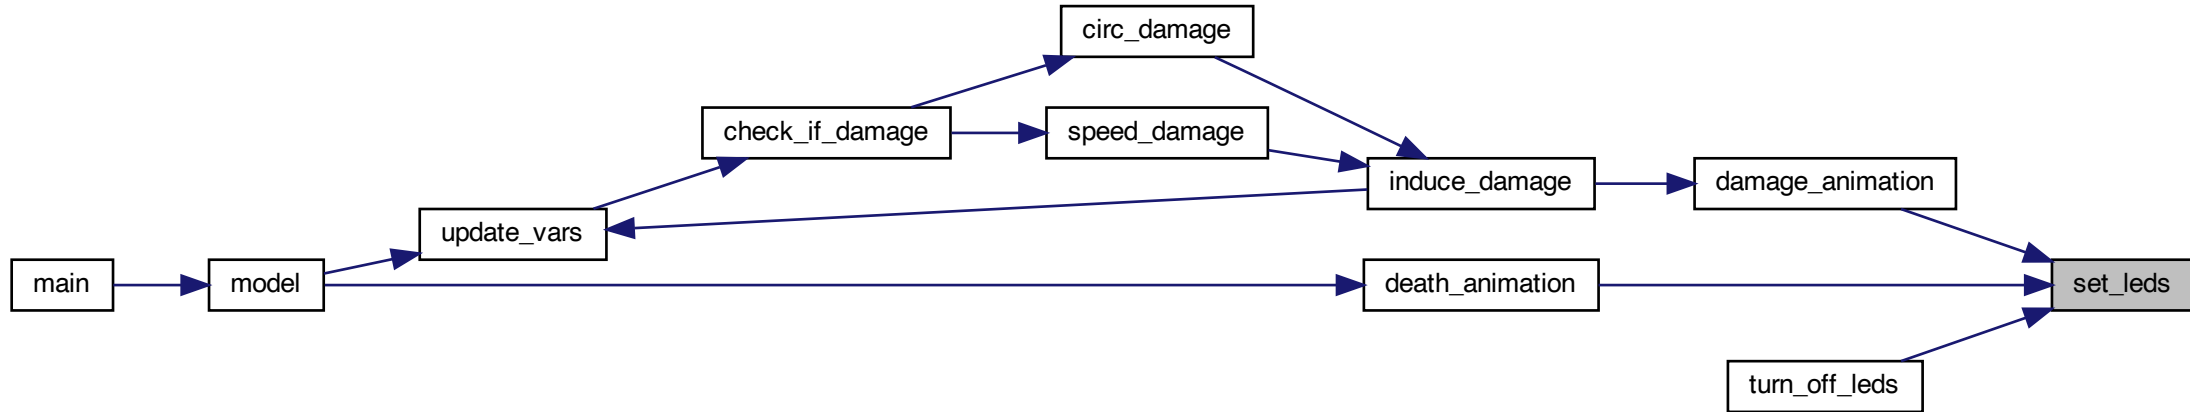 circ_damage
check_if_damage
speed_damage
induce_damage
damage_animation
update_vars
main
model
death_animation
set_leds
turn_off_leds